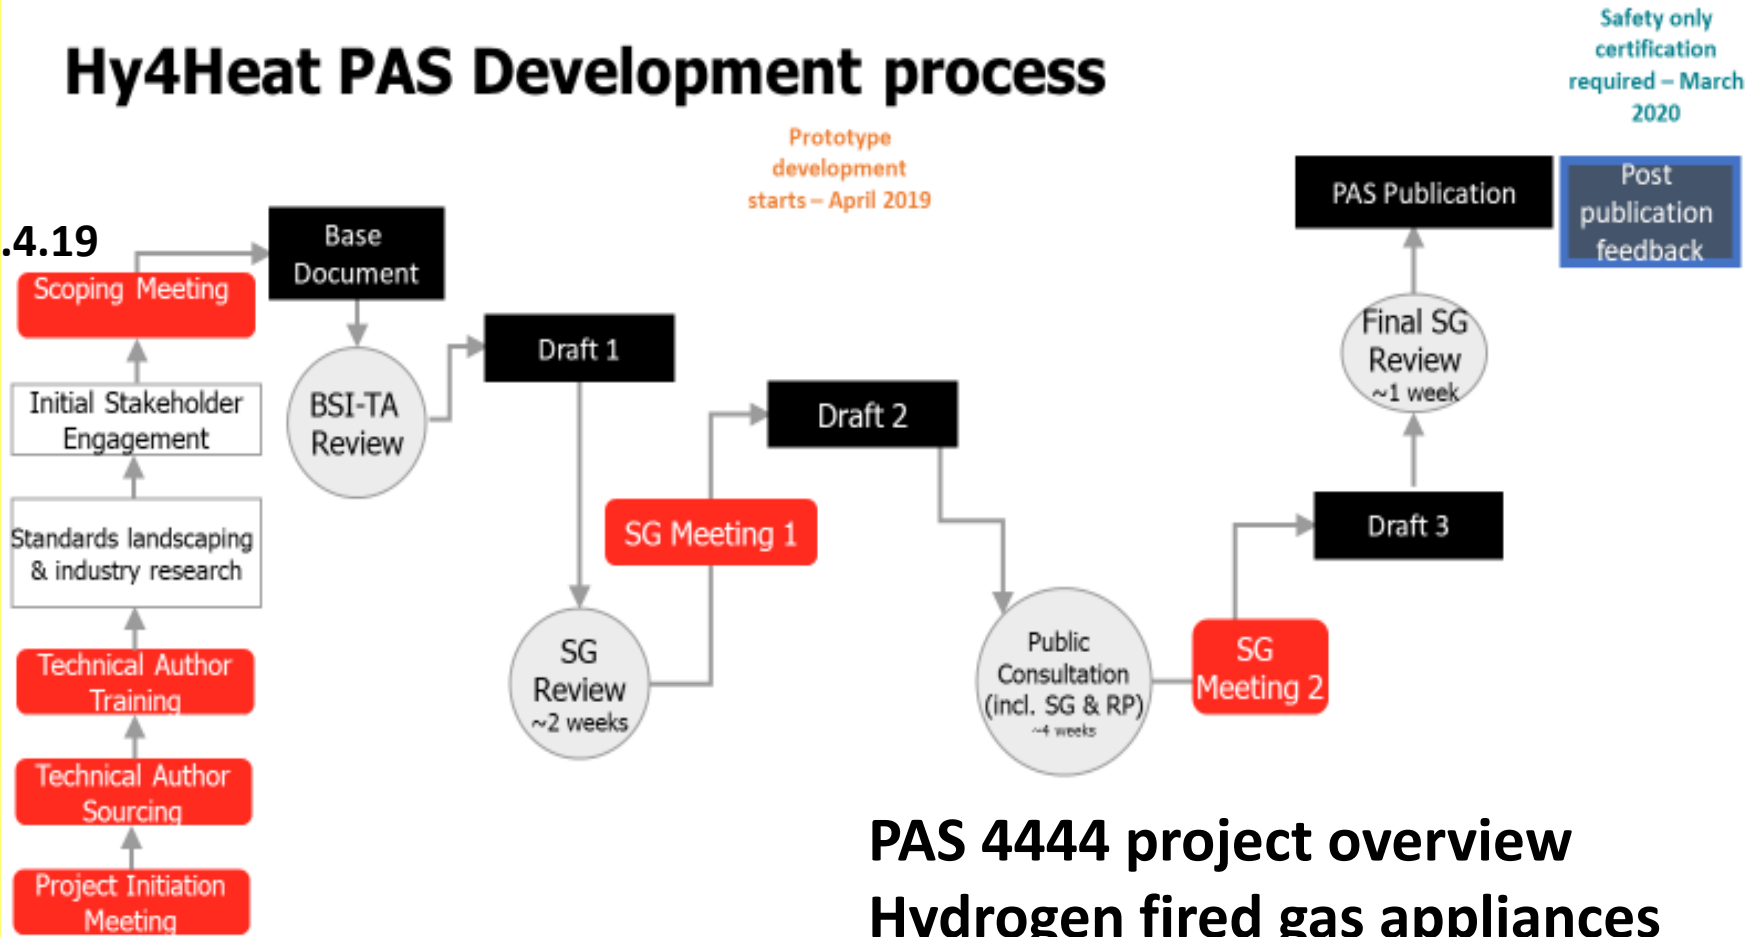 Hy4Heat PAS Development process
Safety only
certification
required – March
2020
Prototype
development
starts – April 2019
.4.19
Scoping Meeting
Initial Stakeholder
Engagement
Standards landscaping
& industry research
Technical Author
Training
Technical Author
Sourcing
Project Initiation
Meeting
Base
Document
BSI-TA
Review
Draft 1
SG
Review
~2 weeks
SG Meeting 1
Draft 2
Public
Consultation
(incl. SG & RP)
~4 weeks
SG
Meeting 2
Draft 3
Final SG
Review
~1 week
PAS Publication
Post
publication
feedback
PAS 4444 project overview
Hydrogen fired gas appliances